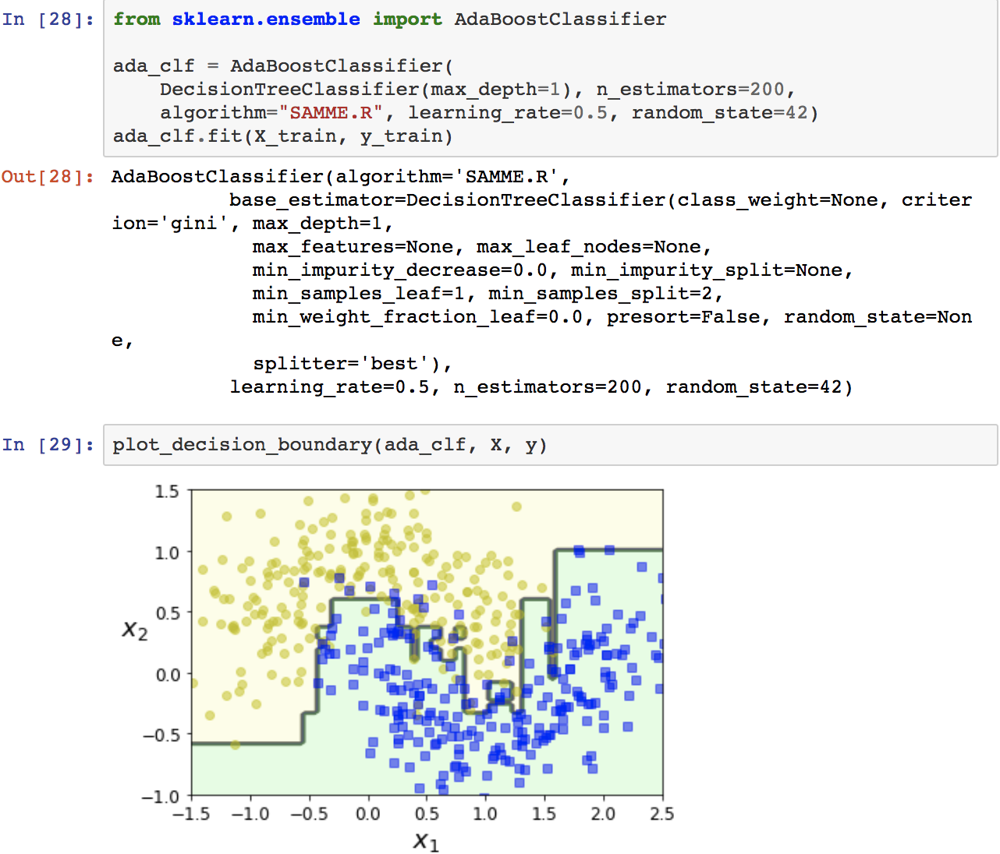 In [28]: from sklearn.ensemble import AdaBoostClassifier
ada_clf = AdaBoostClassifier(
DecisionTreeClassifier(max_depth=1), n_estimators=200,
algorithm="SAMME.R", learning_rate=0.5, random_state=42)
ada_clf.fit(X_train, y_train)
Out[28]: AdaBoostClassifier(algorithm='SAMME.R',
base_estimator=DecisionTreeClassifier(class_weight=None, criter
ion='gini', max_depth=1,
max_features=None, max_leaf_nodes=None,
min_impurity_decrease=0.0, min_impurity_split=None,
min_samples_leaf=1, min_samples_split=2,
min_weight_fraction_leaf=0.0, presort=False, random_state=Non
e,
splitter='best'),
learning_rate=0.5, n_estimators=200, random_state=42)
In [29]: plot_decision_boundary(ada_clf, X, y)
1.5
1.0
0.5
x₂
0.0
−0.5
−1.0
−1.5 −1.0 −0.5 0.0 0.5 1.0 1.5 2.0 2.5
x₁